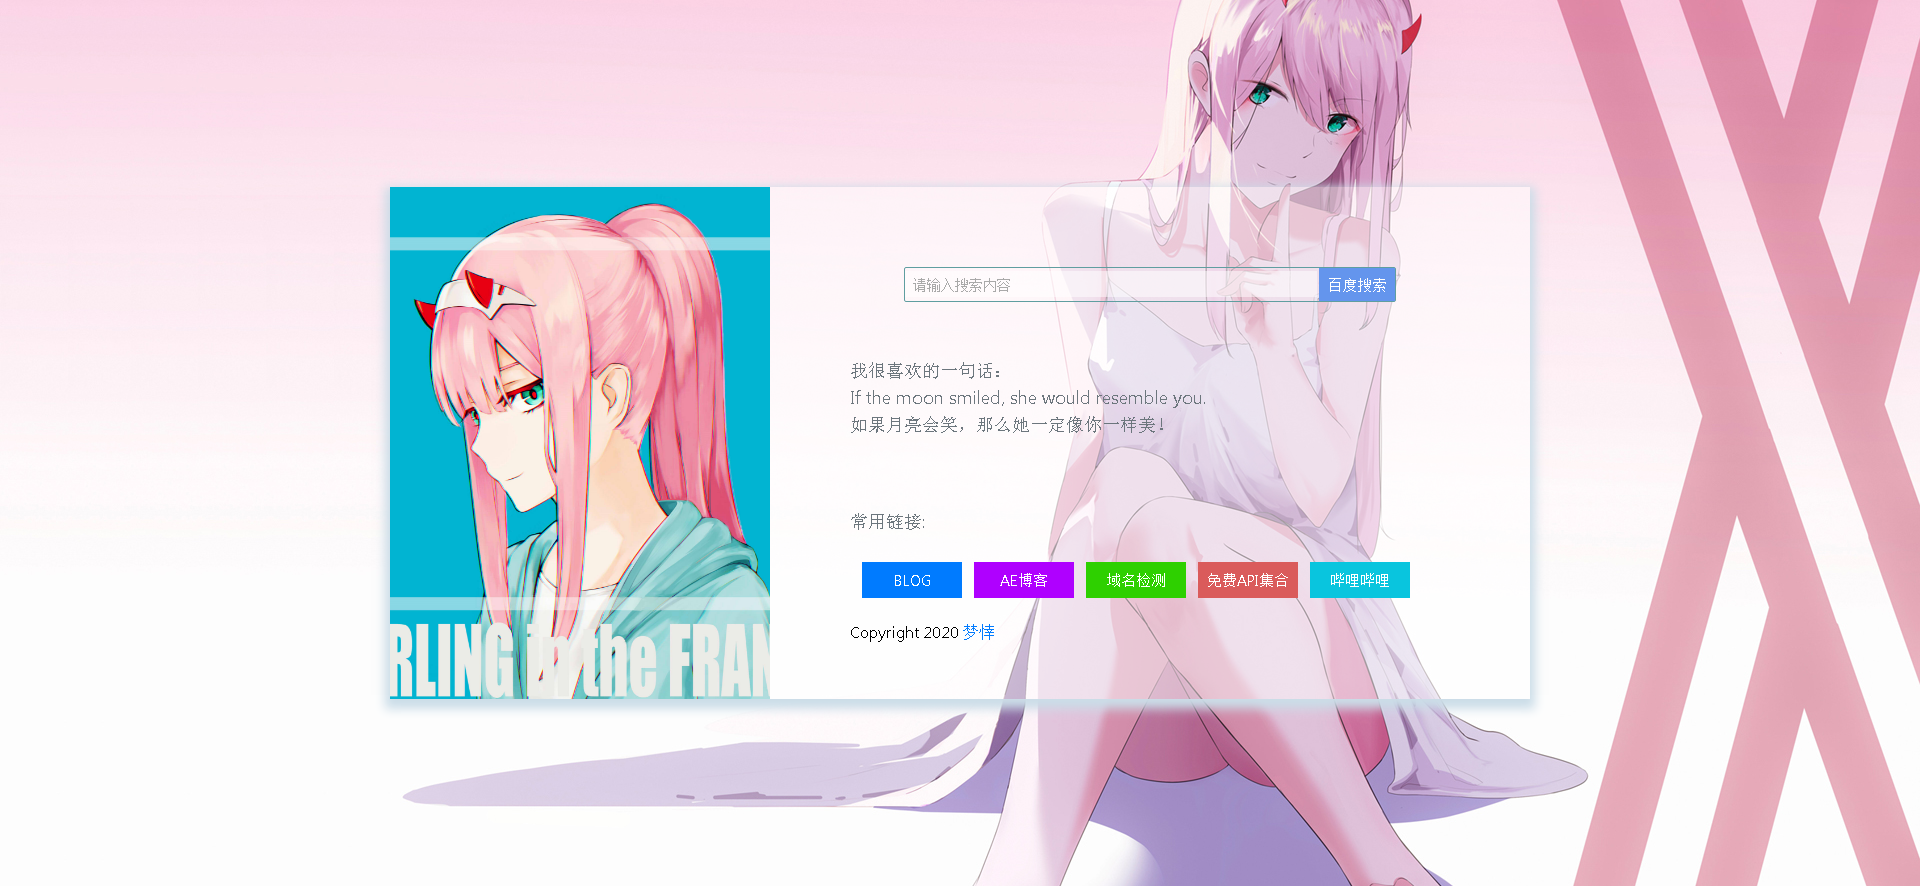 请输入搜索内容
百度搜索
我很喜欢的一句话：
If the moon smiled, she would resemble you.
如果月亮会笑，那么她一定像你一样美！
常用链接:
BLOG
AE博客
域名检测
免费API集合
哔哩哔哩
Copyright 2020 梦悻
RLING in the FRAN